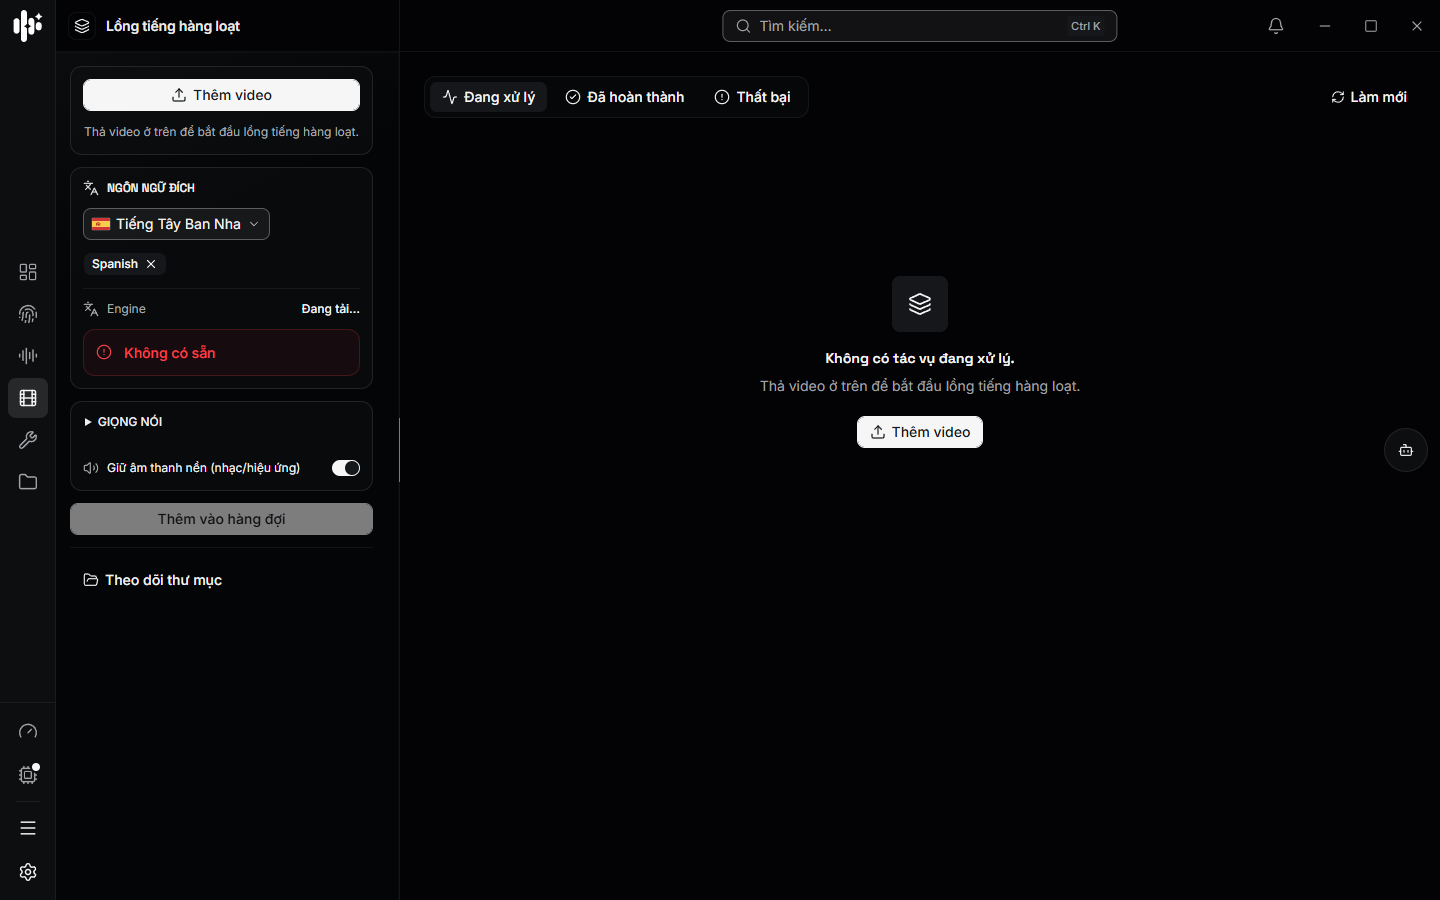 Lồng tiếng hàng loạt
Tìm kiếm...
Ctrl K
Thêm video
Thả video ở trên để bắt đầu lồng tiếng hàng loạt.
NGÔN NGỮ ĐÍCH
Tiếng Tây Ban Nha
Spanish
Engine
Đang tải...
Không có sẵn
GIỌNG NÓI
Giữ âm thanh nền (nhạc/hiệu ứng)
Thêm vào hàng đợi
Theo dõi thư mục
Đang xử lý
Đã hoàn thành
Thất bại
Làm mới
Không có tác vụ đang xử lý.
Thả video ở trên để bắt đầu lồng tiếng hàng loạt.
Thêm video